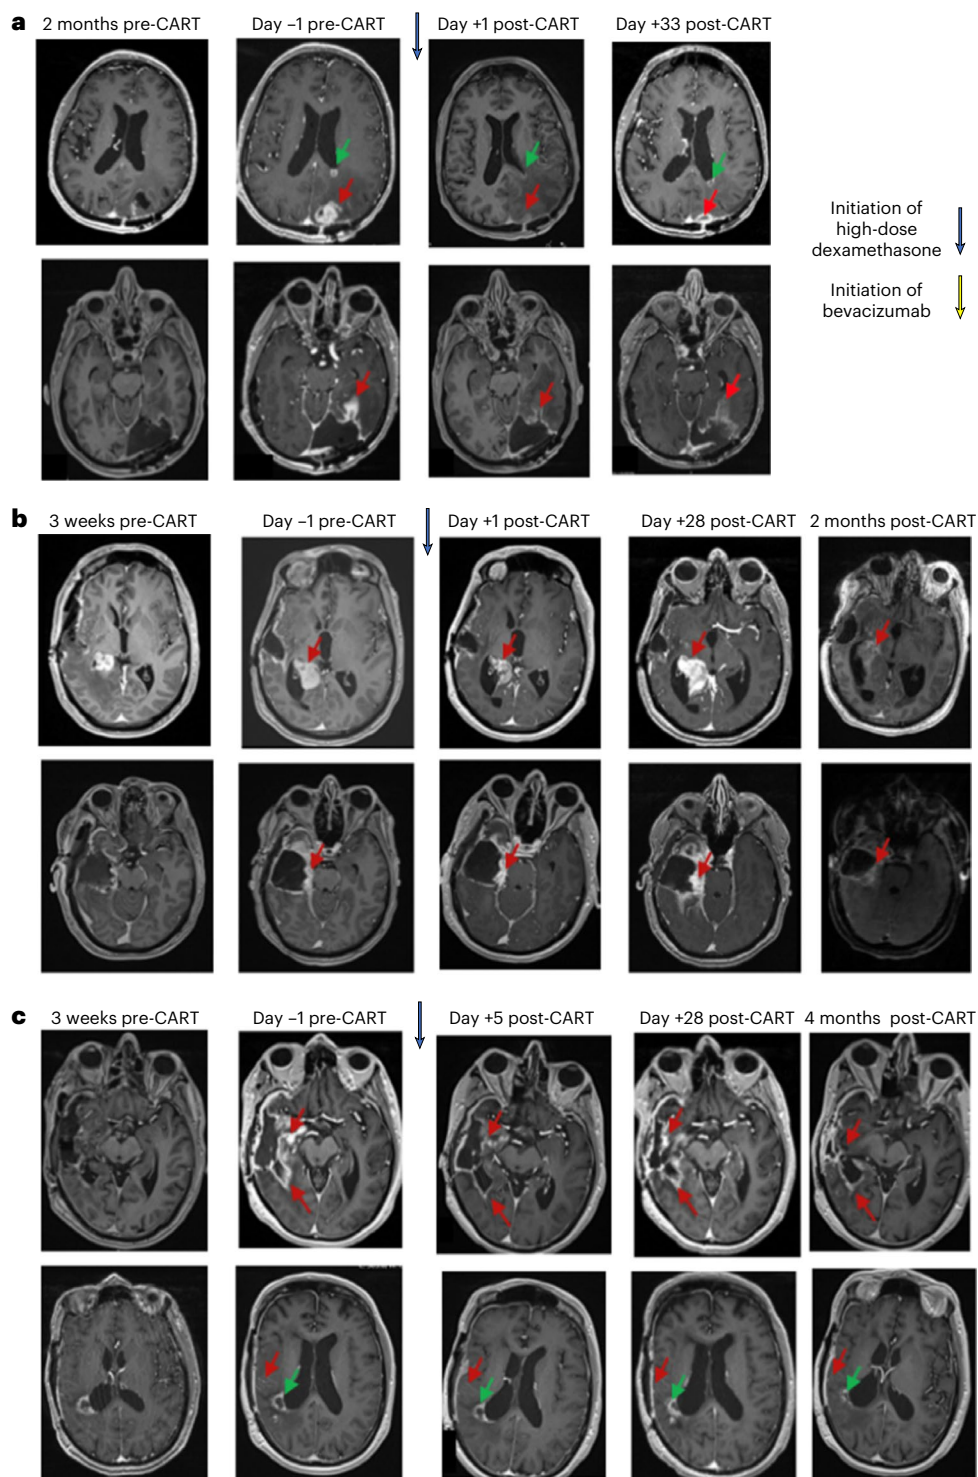 a 2 months pre-CART Day –1 pre-CART Day +1 post-CART Day +33 post-CART
Initiation of
high-dose
dexamethasone
Initiation of
bevacizumab
b 3 weeks pre-CART Day –1 pre-CART Day +1 post-CART Day +28 post-CART 2 months post-CART
c 3 weeks pre-CART Day –1 pre-CART Day +5 post-CART Day +28 post-CART 4 months post-CART